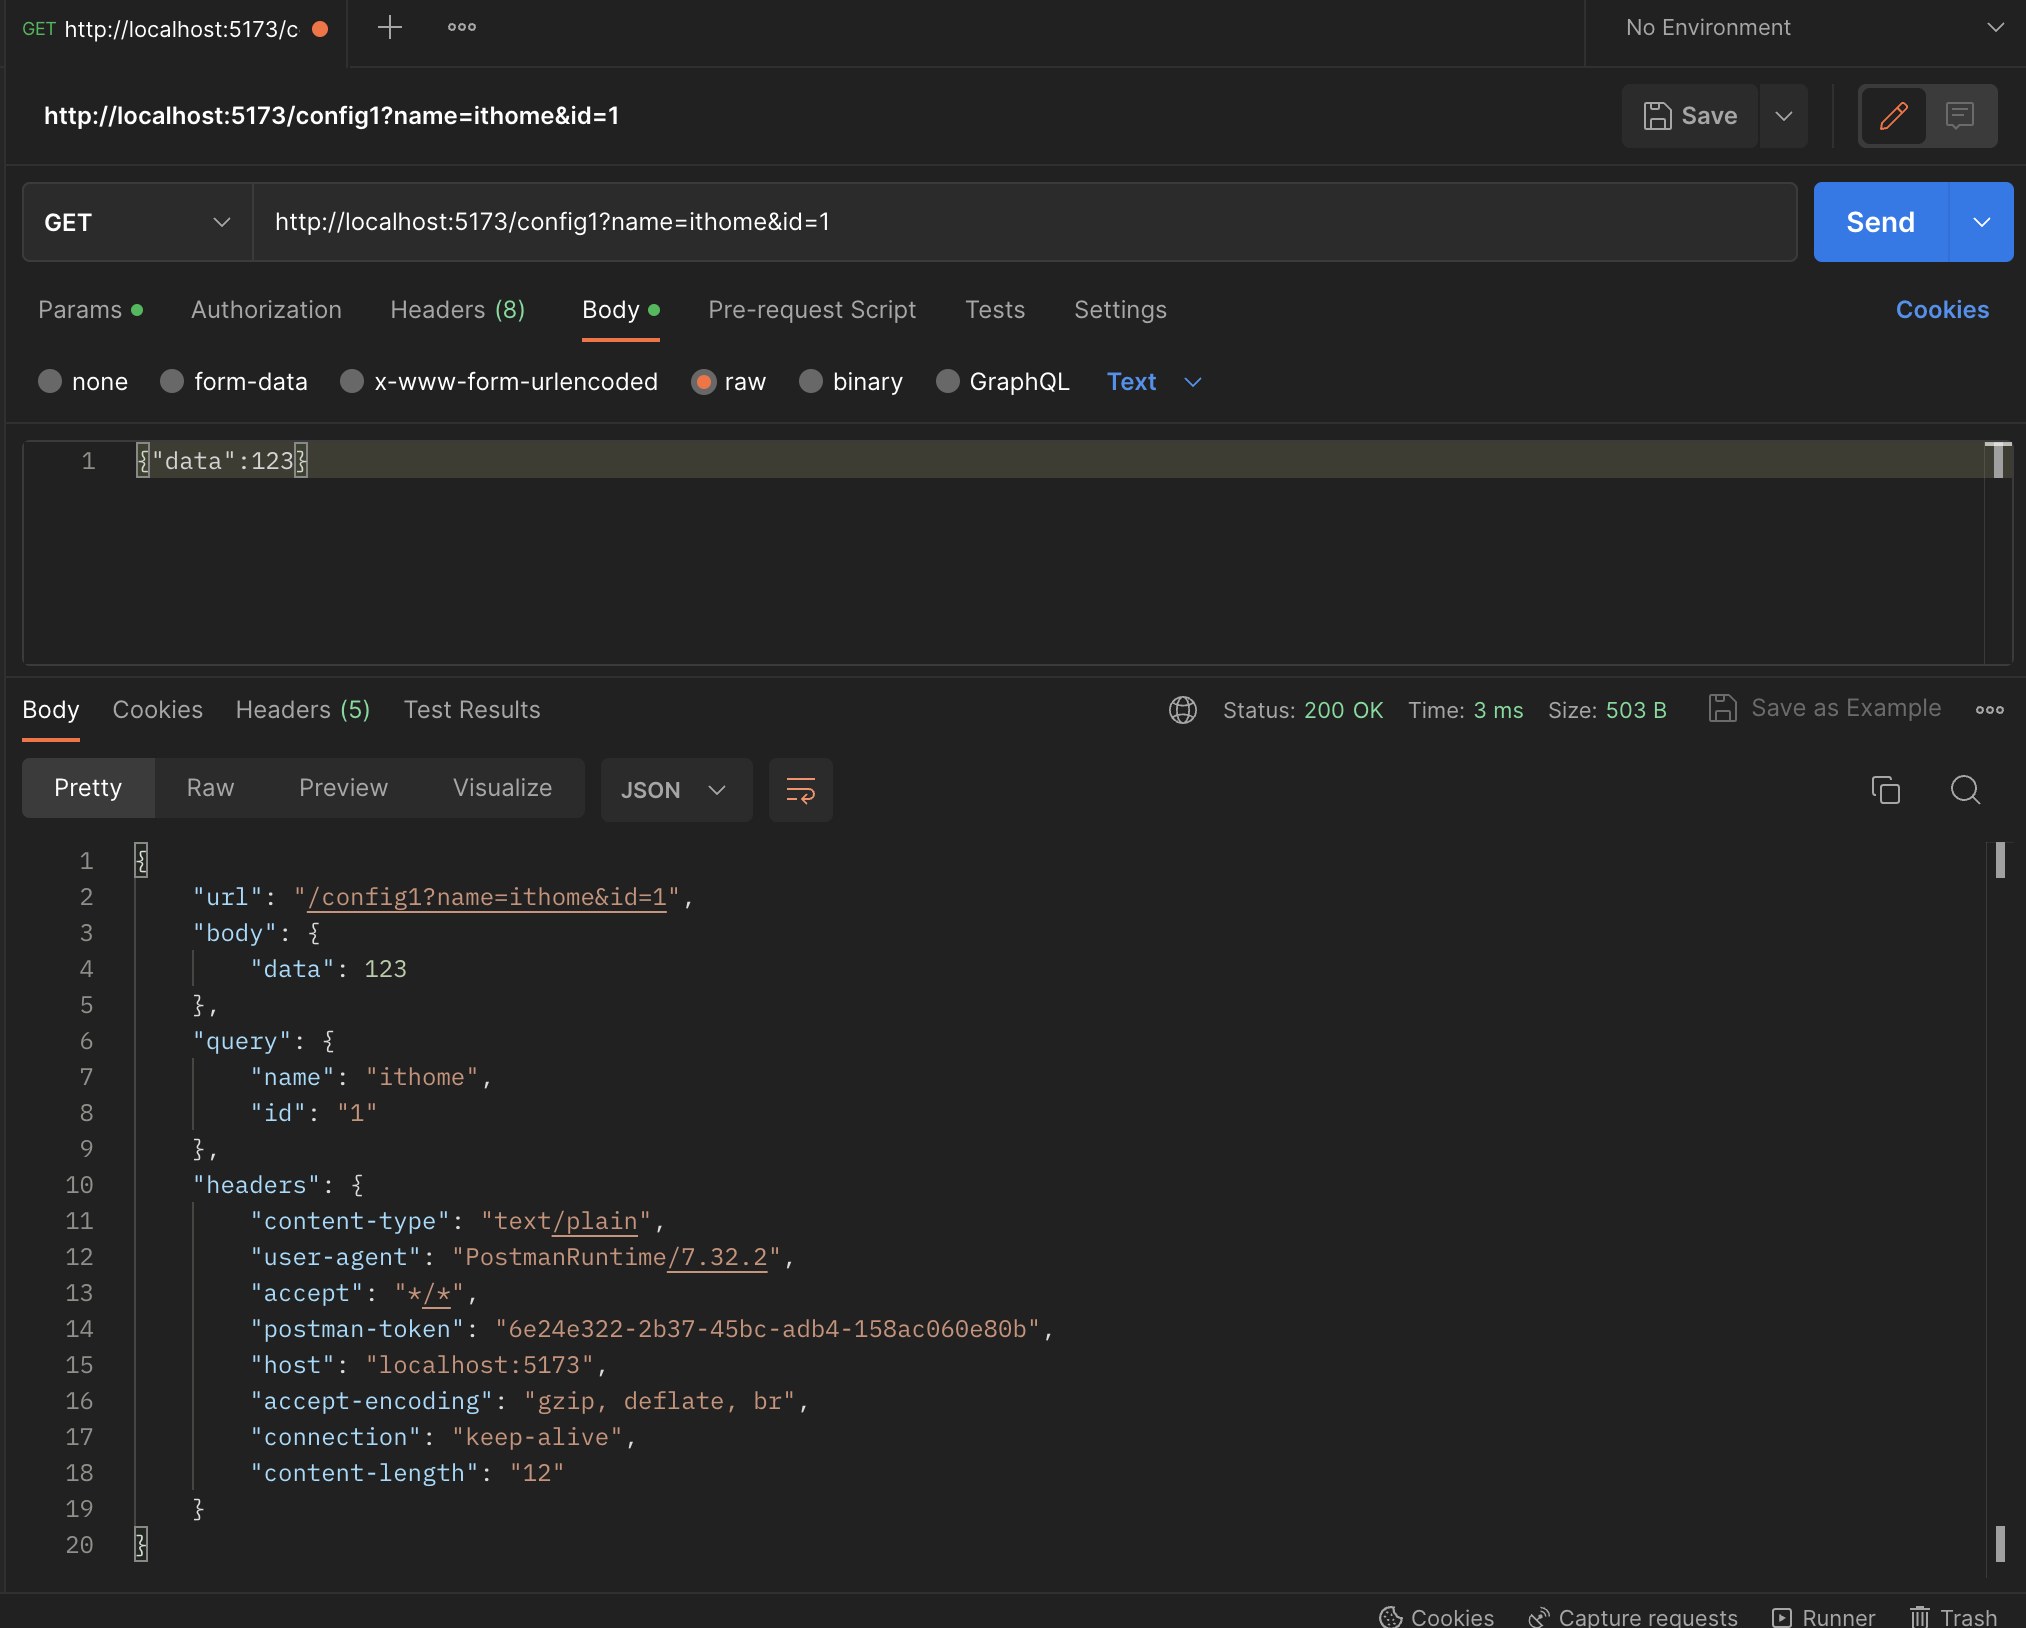 GET http://localhost:5173/c
No Environment
http://localhost:5173/config1?name=ithome&id=1
Save
GET http://localhost:5173/config1?name=ithome&id=1 Send
Params Authorization Headers (8) Body Pre-request Script Tests Settings Cookies
none form-data x-www-form-urlencoded raw binary GraphQL Text
1 {"data":123}
Body Cookies Headers (5) Test Results Status: 200 OK Time: 3 ms Size: 503 B Save as Example
Pretty Raw Preview Visualize JSON
1 {
2 "url": "/config1?name=ithome&id=1",
3 "body": {
4 "data": 123
5 },
6 "query": {
7 "name": "ithome",
8 "id": "1"
9 },
10 "headers": {
11 "content-type": "text/plain",
12 "user-agent": "PostmanRuntime/7.32.2",
13 "accept": "*/*",
14 "postman-token": "6e24e322-2b37-45bc-adb4-158ac060e80b",
15 "host": "localhost:5173",
16 "accept-encoding": "gzip, deflate, br",
17 "connection": "keep-alive",
18 "content-length": "12"
19 }
20 }
Cookies Capture requests Runner Trash